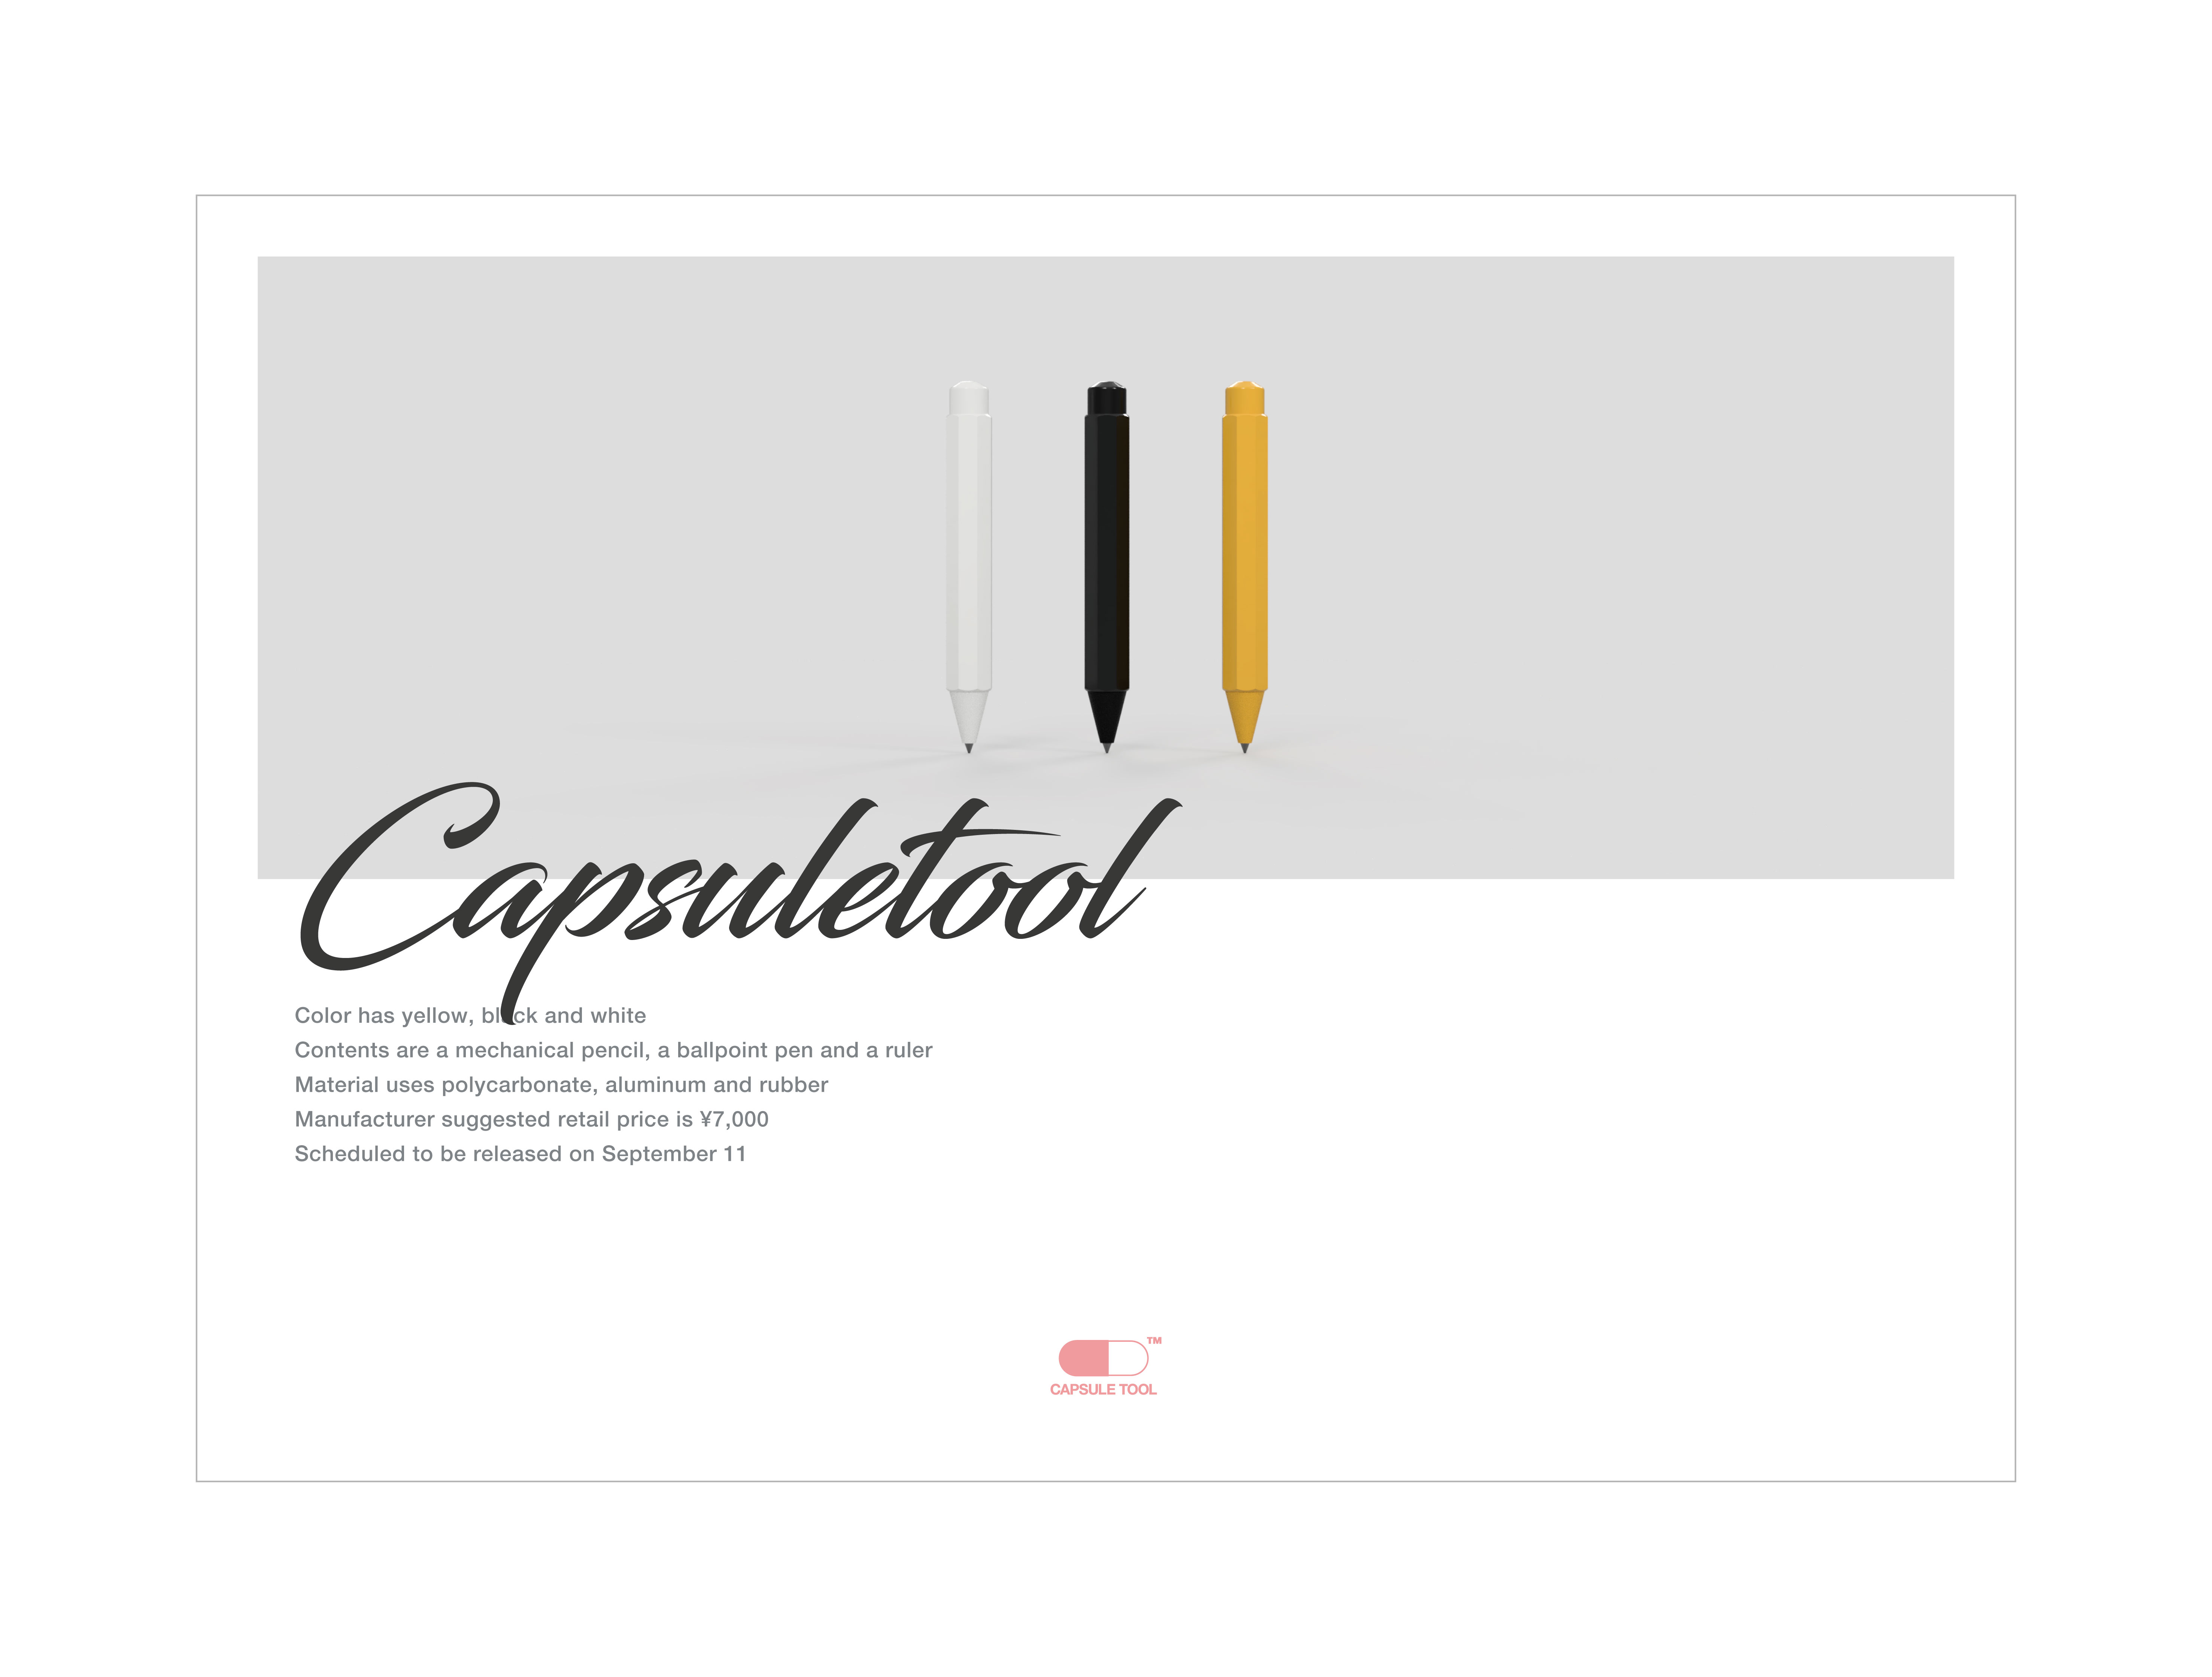 Capsuletool
Color has yellow, black and white
Contents are a mechanical pencil, a ballpoint pen and a ruler
Material uses polycarbonate, aluminum and rubber
Manufacturer suggested retail price is ¥7,000
Scheduled to be released on September 11
TM
CAPSULE TOOL